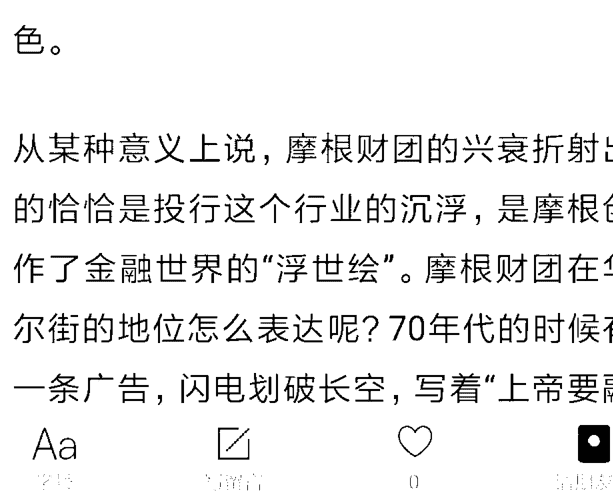 色。
从某种意义上说，摩根财团的兴衰折射
的恰恰是投行这个行业的沉浮，是摩根
作了金融世界的“浮世绘”。摩根财团在
尔街的地位怎么表达呢？70年代的时候
一条广告，闪电划破长空，写着“上帝要
Aa
0